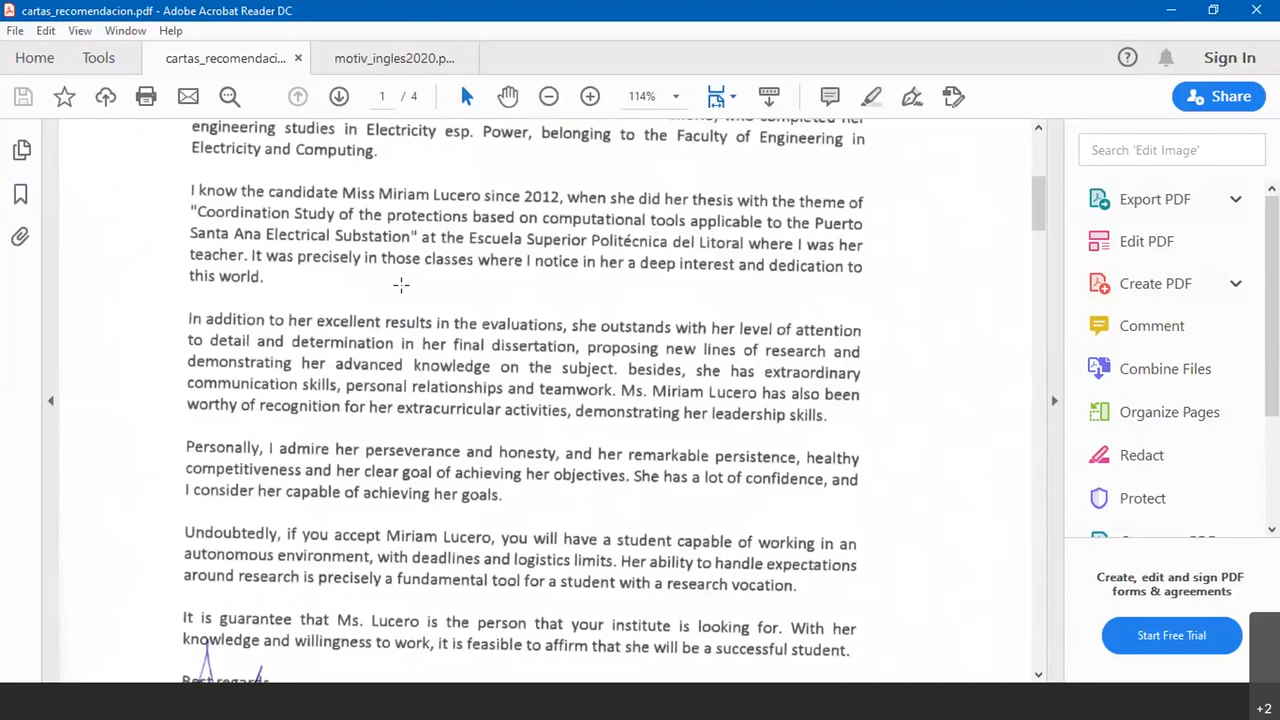 cartas_recomendacion.pdf - Adobe Acrobat Reader DC
File Edit View Window Help
Home Tools cartas_recomendaci... × motiv_ingles2020.p... Sign In
1 / 4 114% Share
engineering studies in Electricity esp. Power, belonging to the Faculty of Engineering in
Electricity and Computing.
I know the candidate Miss Miriam Lucero since 2012, when she did her thesis with the theme of
"Coordination Study of the protections based on computational tools applicable to the Puerto
Santa Ana Electrical Substation" at the Escuela Superior Politécnica del Litoral where I was her
teacher. It was precisely in those classes where I notice in her a deep interest and dedication to
this world.
In addition to her excellent results in the evaluations, she outstands with her level of attention
to detail and determination in her final dissertation, proposing new lines of research and
demonstrating her advanced knowledge on the subject. besides, she has extraordinary
communication skills, personal relationships and teamwork. Ms. Miriam Lucero has also been
worthy of recognition for her extracurricular activities, demonstrating her leadership skills.
Personally, I admire her perseverance and honesty, and her remarkable persistence, healthy
competitiveness and her clear goal of achieving her objectives. She has a lot of confidence, and
I consider her capable of achieving her goals.
Undoubtedly, if you accept Miriam Lucero, you will have a student capable of working in an
autonomous environment, with deadlines and logistics limits. Her ability to handle expectations
around research is precisely a fundamental tool for a student with a research vocation.
It is guarantee that Ms. Lucero is the person that your institute is looking for. With her
knowledge and willingness to work, it is feasible to affirm that she will be a successful student.
Best regards
Search 'Edit Image'
Export PDF
Edit PDF
Create PDF
Comment
Combine Files
Organize Pages
Redact
Protect
Create, edit and sign PDF
forms & agreements
Start Free Trial
+2